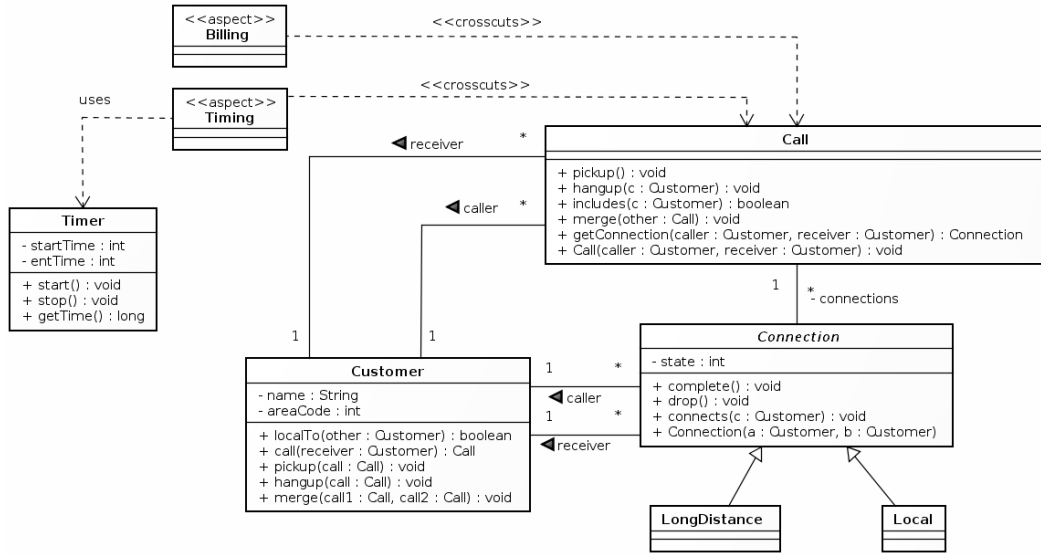 <<aspect>>
Billing
<<crosscuts>>
<<aspect>>
Timing
<<crosscuts>>
uses
Call
+ pickup() : void
+ hangup(c : Customer) : void
+ includes(c : Customer) : boolean
+ merge(other : Call) : void
+ getConnection(caller : Customer, receiver : Customer) : Connection
+ Call(caller : Customer, receiver : Customer) : void
receiver
*
caller
*
Timer
- startTime : int
- entTime : int
+ start() : void
+ stop() : void
+ getTime() : long
1
*
- connections
1
1
Connection
- state : int
+ complete() : void
+ drop() : void
+ connects(c : Customer) : void
+ Connection(a : Customer, b : Customer)
Customer
- name : String
- areaCode : int
+ localTo(other : Customer) : boolean
+ call(receiver : Customer) : Call
+ pickup(call : Call) : void
+ hangup(call : Call) : void
+ merge(call1 : Call, call2 : Call) : void
1
*
caller
1
*
receiver
LongDistance
Local